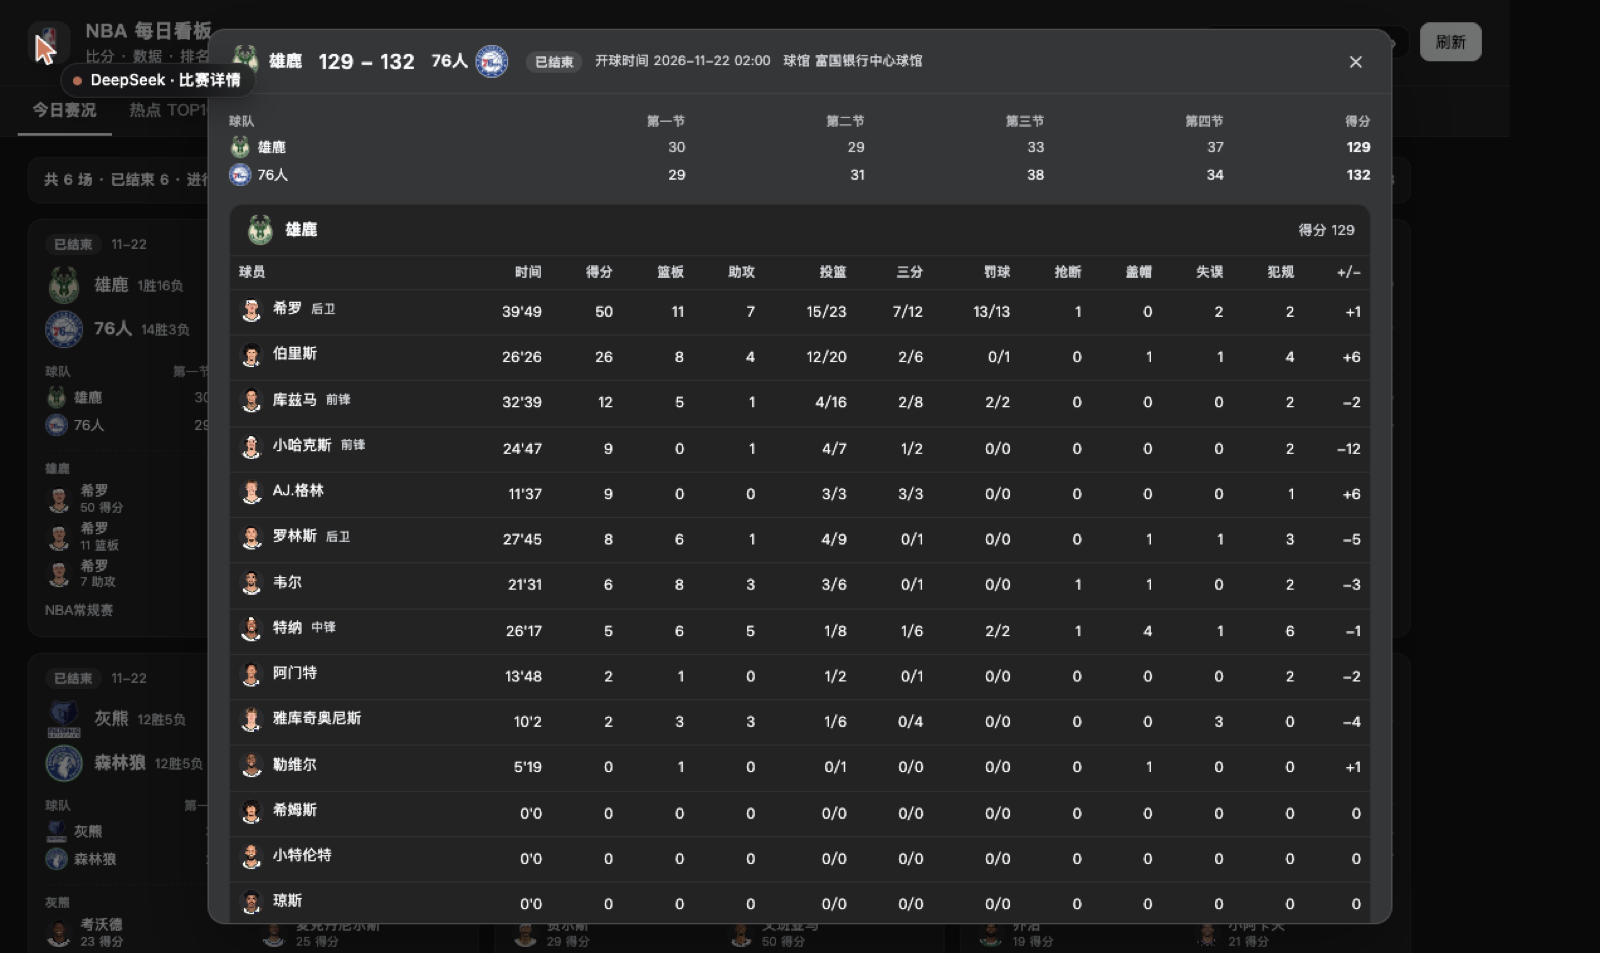 NBA 每日看板
比分 · 数据 · 排名
刷新
DeepSeek · 比赛详情
今日赛况 热点 TOP1
雄鹿 129 – 132 76人 已结束 开球时间 2026-11-22 02:00 球馆 富国银行中心球馆 ×
球队 第一节 第二节 第三节 第四节 得分
雄鹿 30 29 33 37 129
76人 29 31 38 34 132
雄鹿 得分 129
球员 时间 得分 篮板 助攻 投篮 三分 罚球 抢断 盖帽 失误 犯规 +/−
希罗 后卫 39'49 50 11 7 15/23 7/12 13/13 1 0 2 2 +1
伯里斯 26'26 26 8 4 12/20 2/6 0/1 0 1 1 4 +6
库兹马 前锋 32'39 12 5 1 4/16 2/8 2/2 0 0 0 2 −2
小哈克斯 前锋 24'47 9 0 1 4/7 1/2 0/0 0 0 0 2 −12
AJ.格林 11'37 9 0 0 3/3 3/3 0/0 0 0 0 1 +6
罗林斯 后卫 27'45 8 6 1 4/9 0/1 0/0 0 1 1 3 −5
韦尔 21'31 6 8 3 3/6 0/1 0/0 1 1 0 2 −3
特纳 中锋 26'17 5 6 5 1/8 1/6 2/2 1 4 1 6 −1
阿门特 13'48 2 1 0 1/2 0/1 0/0 0 0 0 2 −2
雅库奇奥尼斯 10'2 2 3 3 1/6 0/4 0/0 0 0 3 0 −4
勒维尔 5'19 0 1 0 0/1 0/0 0/0 0 1 0 0 +1
希姆斯 0'0 0 0 0 0/0 0/0 0/0 0 0 0 0 0
小特伦特 0'0 0 0 0 0/0 0/0 0/0 0 0 0 0 0
琼斯 0'0 0 0 0 0/0 0/0 0/0 0 0 0 0 0
共 6 场 · 已结束 6 · 进行
已结束 11-22
雄鹿 1胜16负
76人 14胜3负
球队 第一节
雄鹿 30
76人 29
雄鹿
希罗
50 得分
希罗
11 篮板
希罗
7 助攻
NBA常规赛
已结束 11-22
灰熊 12胜5负
森林狼 12胜5负
球队 第一
灰熊
森林狼
灰熊
考沃德
23 得分
25 得分
29 得分
50 得分
19 得分
21 得分